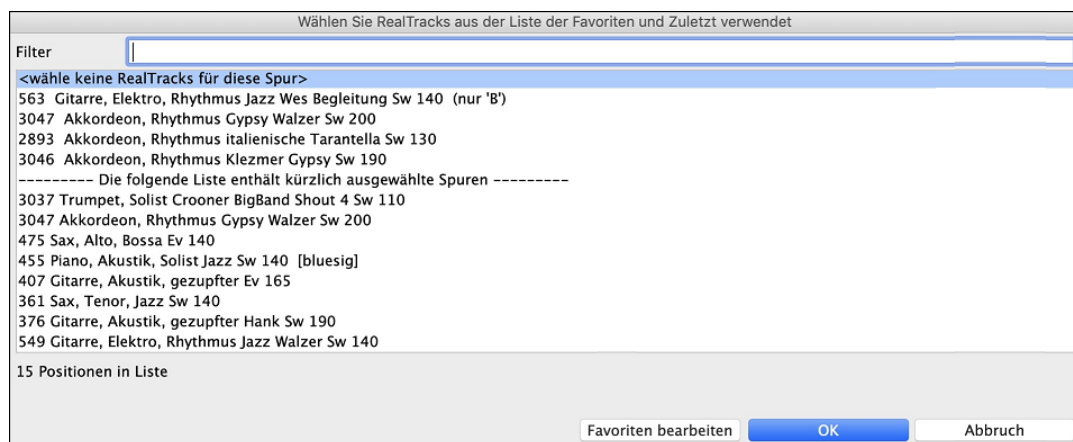 Wählen Sie RealTracks aus der Liste der Favoriten und Zuletzt verwendet
Filter
<wähle keine RealTracks für diese Spur>
563  Gitarre, Elektro, Rhythmus Jazz Wes Begleitung Sw 140  (nur 'B')
3047  Akkordeon, Rhythmus Gypsy Walzer Sw 200
2893  Akkordeon, Rhythmus italienische Tarantella Sw 130
3046  Akkordeon, Rhythmus Klezmer Gypsy Sw 190
--------- Die folgende Liste enthält kürzlich ausgewählte Spuren ---------
3037 Trumpet, Solist Crooner BigBand Shout 4 Sw 110
3047 Akkordeon, Rhythmus Gypsy Walzer Sw 200
475 Sax, Alto, Bossa Ev 140
455 Piano, Akustik, Solist Jazz Sw 140  [bluesig]
407 Gitarre, Akustik, gezupfter Ev 165
361 Sax, Tenor, Jazz Sw 140
376 Gitarre, Akustik, gezupfter Hank Sw 190
549 Gitarre, Elektro, Rhythmus Jazz Walzer Sw 140
15 Positionen in Liste
Favoriten bearbeiten OK Abbruch